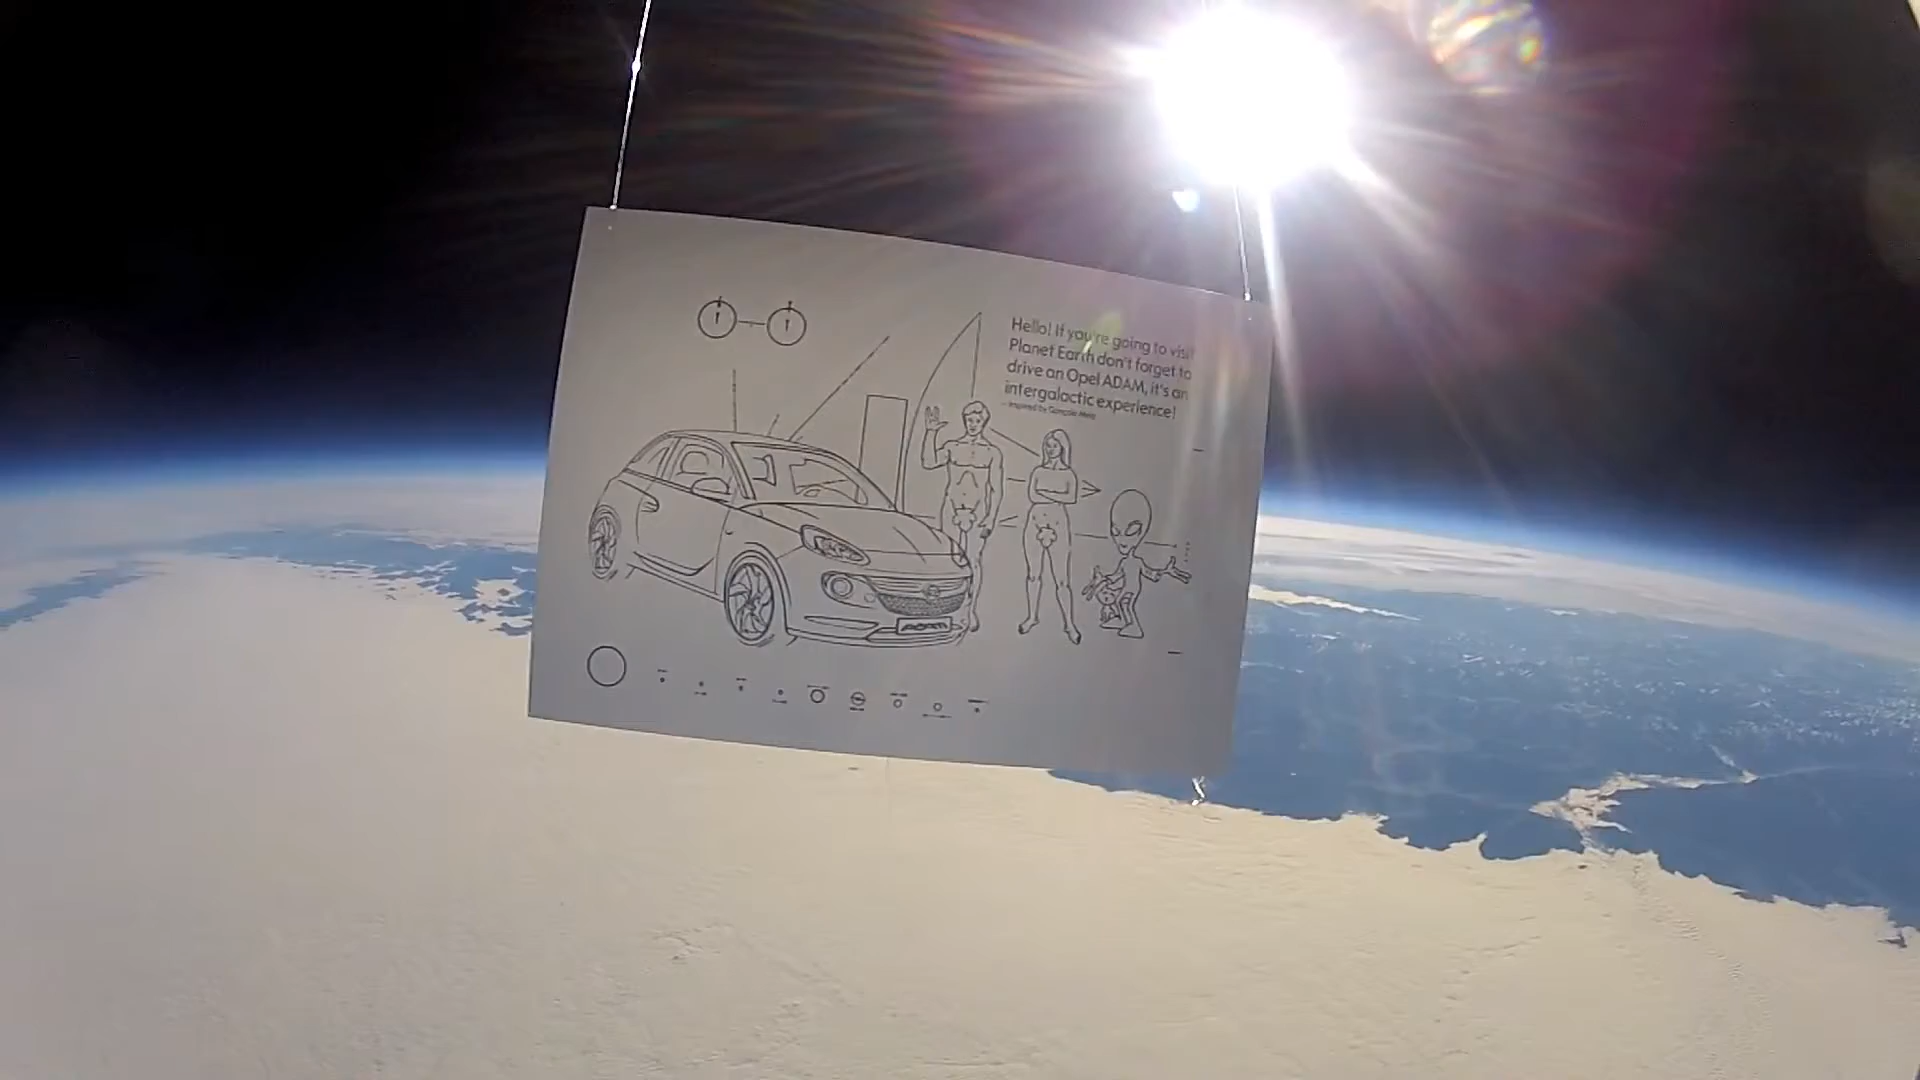 Hello! If you're going to visit
Planet Earth don't forget to
drive an Opel ADAM, it's an
intergalactic experience!
ADAM